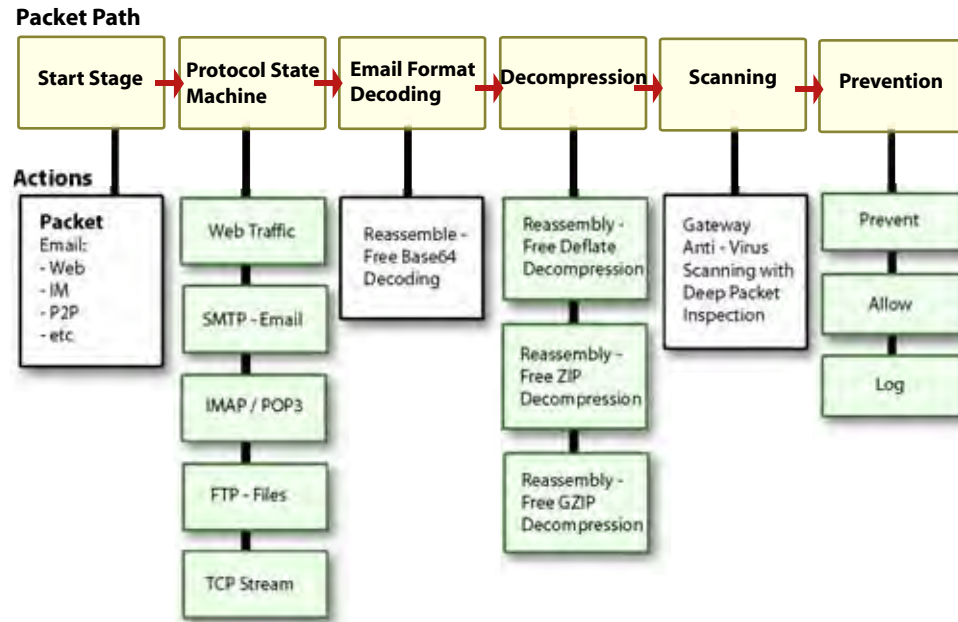 Packet Path
Start Stage
Protocol State
Machine
Email Format
Decoding
Decompression
Scanning
Prevention
Actions
Packet
Email:
- Web
- IM
- P2P
- etc
Web Traffic
SMTP - Email
IMAP / POP3
FTP - Files
TCP Stream
Reassemble -
Free Base64
Decoding
Reassembly -
Free Deflate
Decompression
Reassembly -
Free ZIP
Decompression
Reassembly -
Free GZIP
Decompression
Gateway
Anti - Virus
Scanning with
Deep Packet
Inspection
Prevent
Allow
Log